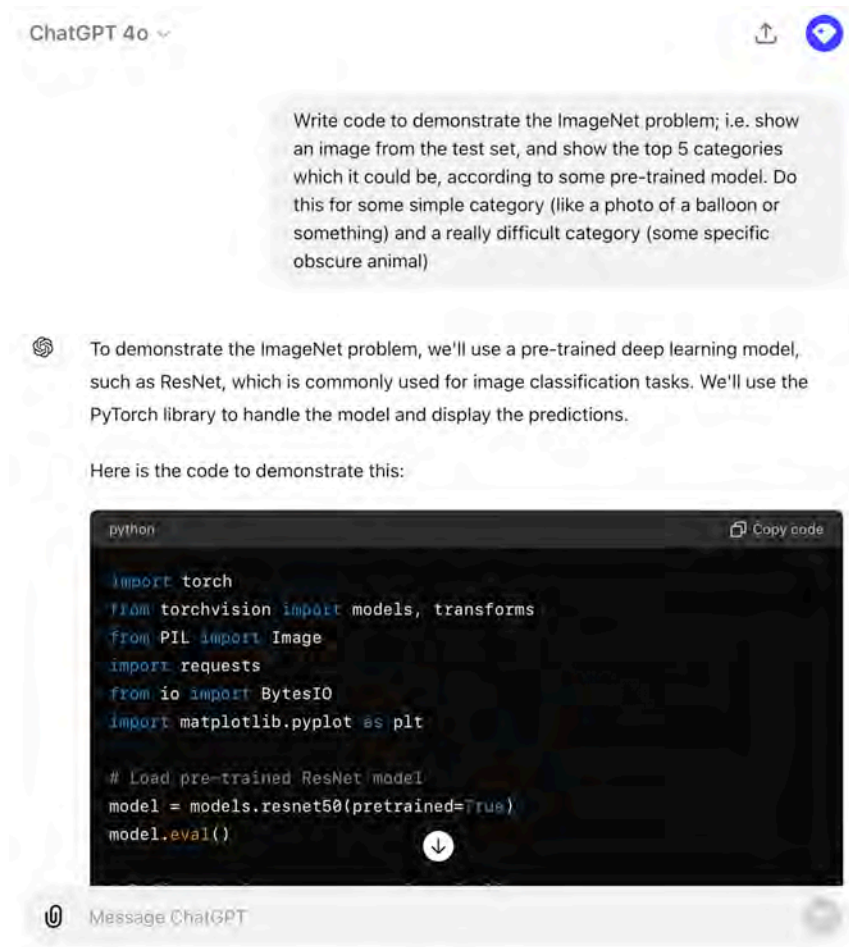 ChatGPT 4o
Write code to demonstrate the ImageNet problem; i.e. show
an image from the test set, and show the top 5 categories
which it could be, according to some pre-trained model. Do
this for some simple category (like a photo of a balloon or
something) and a really difficult category (some specific
obscure animal)
To demonstrate the ImageNet problem, we'll use a pre-trained deep learning model,
such as ResNet, which is commonly used for image classification tasks. We'll use the
PyTorch library to handle the model and display the predictions.
Here is the code to demonstrate this:
python Copy code
import torch
from torchvision import models, transforms
from PIL import Image
import requests
from io import BytesIO
import matplotlib.pyplot as plt
# Load pre-trained ResNet model
model = models.resnet50(pretrained=True)
model.eval()
Message ChatGPT